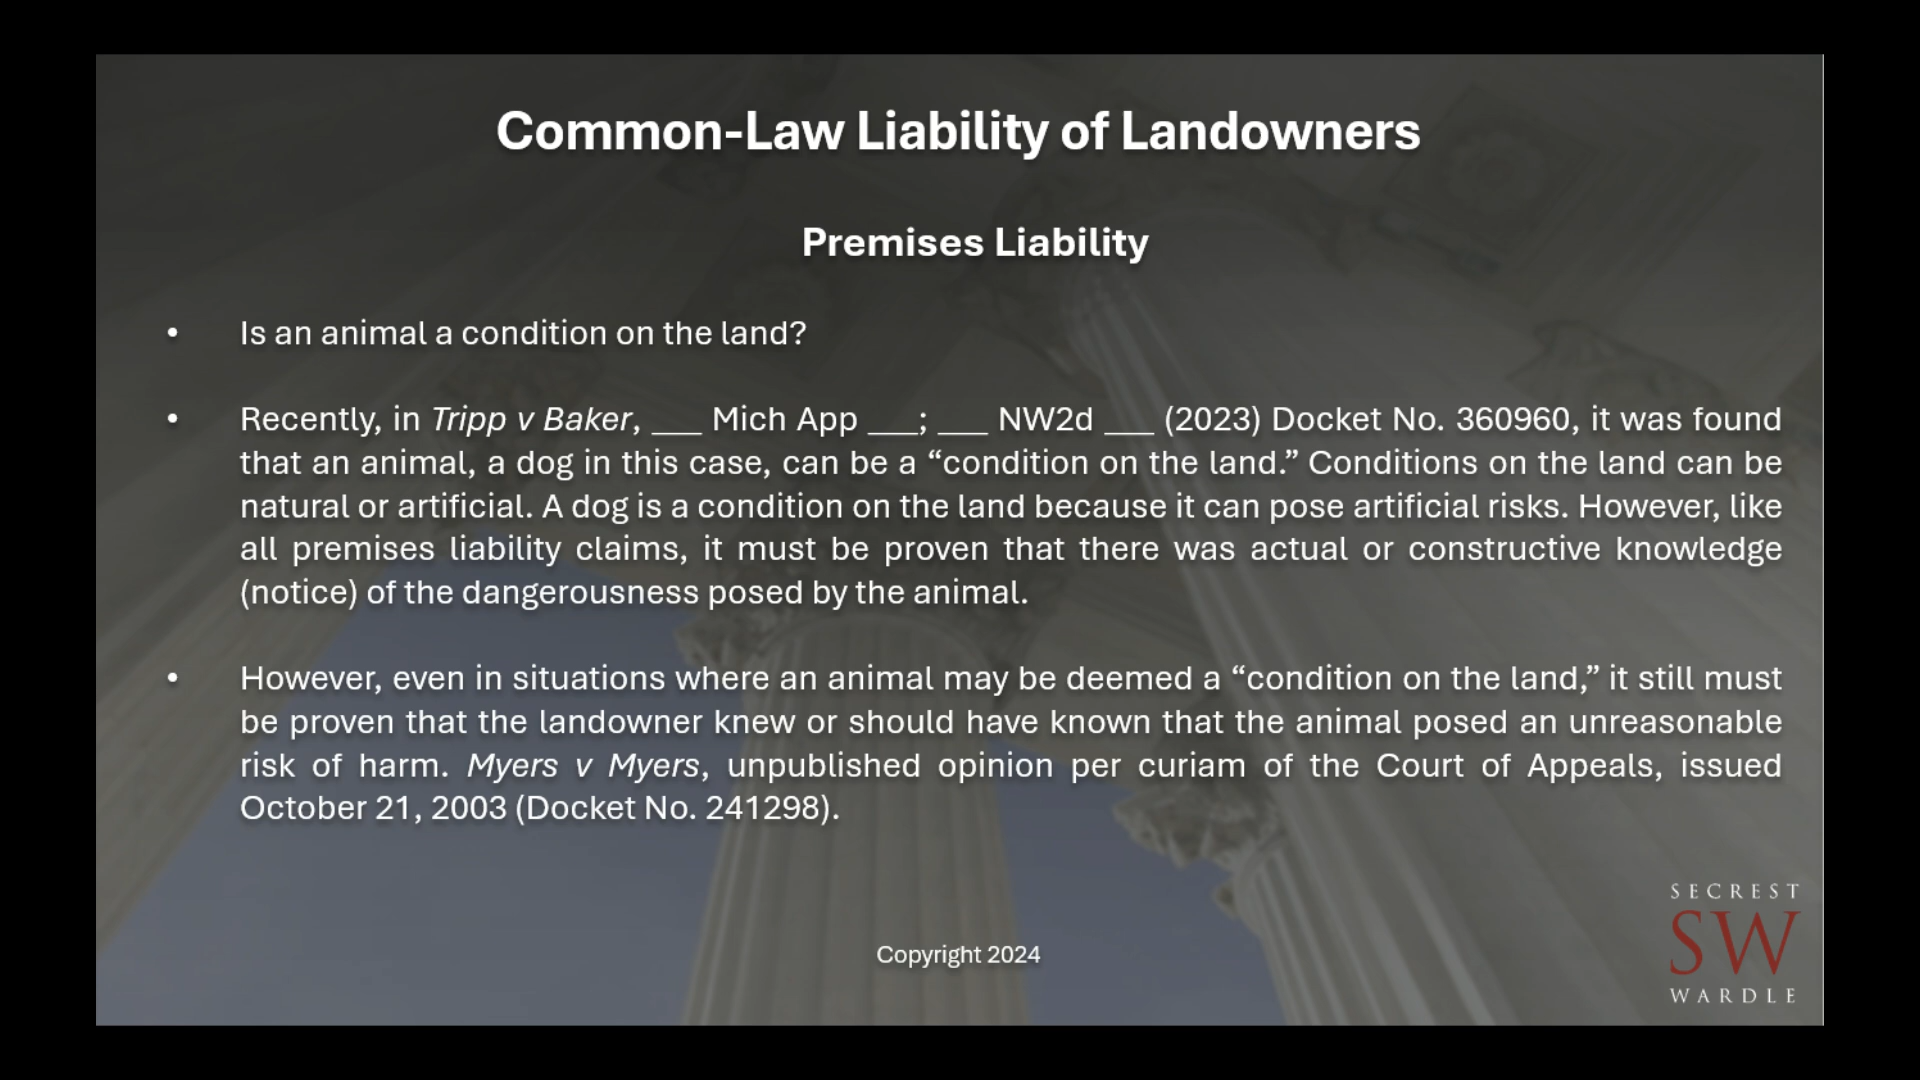 Common-Law Liability of Landowners
Premises Liability
• Is an animal a condition on the land?
• Recently, in Tripp v Baker, ___ Mich App ___; ___ NW2d ___ (2023) Docket No. 360960, it was found
that an animal, a dog in this case, can be a “condition on the land.” Conditions on the land can be
natural or artificial. A dog is a condition on the land because it can pose artificial risks. However, like
all premises liability claims, it must be proven that there was actual or constructive knowledge
(notice) of the dangerousness posed by the animal.
• However, even in situations where an animal may be deemed a “condition on the land,” it still must
be proven that the landowner knew or should have known that the animal posed an unreasonable
risk of harm. Myers v Myers, unpublished opinion per curiam of the Court of Appeals, issued
October 21, 2003 (Docket No. 241298).
Copyright 2024
SECREST
SW
WARDLE